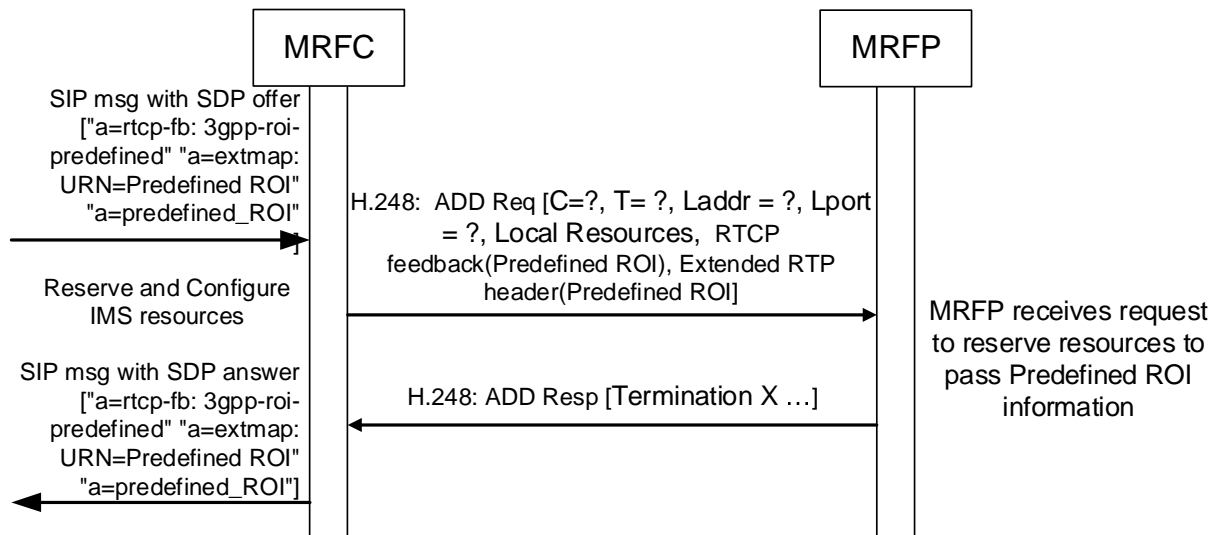 MRFC
MRFP
SIP msg with SDP offer
["a=rtcp-fb: 3gpp-roi-
predefined" "a=extmap:
URN=Predefined ROI"
"a=predefined_ROI"
]
H.248:  ADD Req [C=?, T= ?, Laddr = ?, Lport
= ?, Local Resources,  RTCP
feedback(Predefined ROI), Extended RTP
header(Predefined ROI]
Reserve and Configure
IMS resources
MRFP receives request
to reserve resources to
pass Predefined ROI
information
SIP msg with SDP answer
["a=rtcp-fb: 3gpp-roi-
predefined" "a=extmap:
URN=Predefined ROI"
"a=predefined_ROI"]
H.248: ADD Resp [Termination X …]